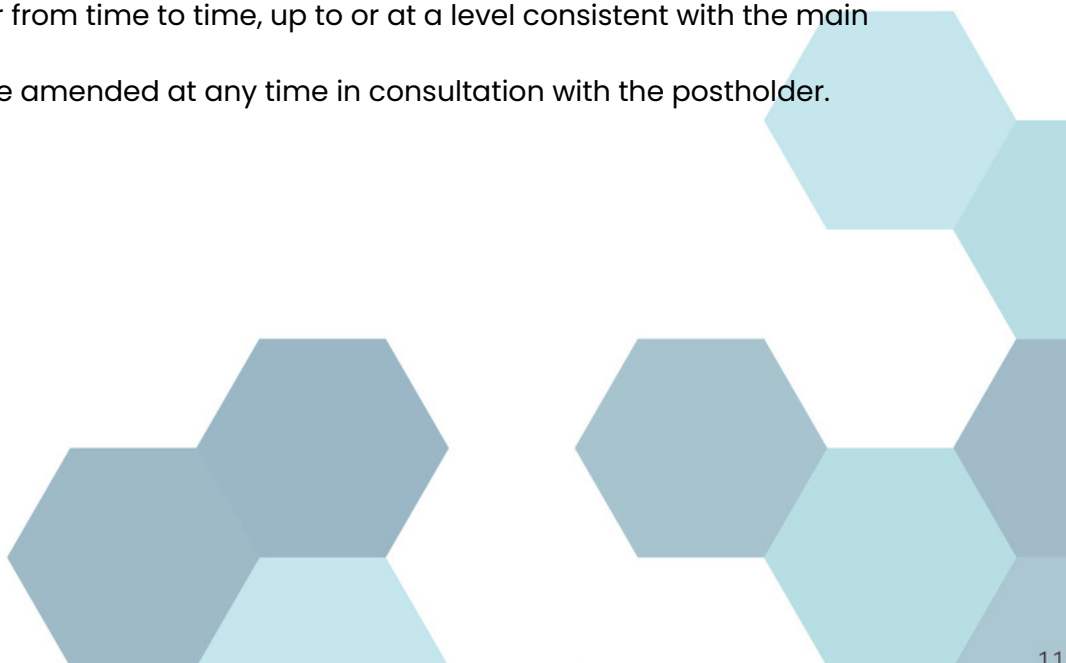 from time to time, up to or at a level consistent with the main
amended at any time in consultation with the postholder.
11